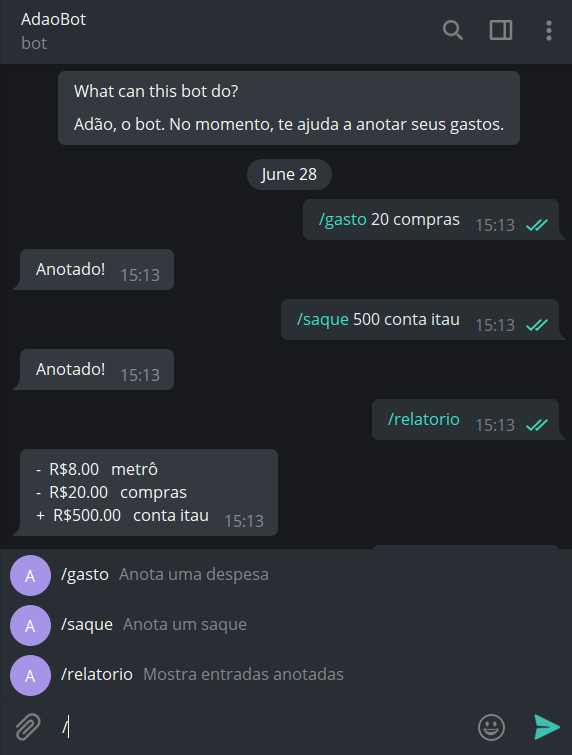 AdaoBot
bot
What can this bot do?
Adão, o bot. No momento, te ajuda a anotar seus gastos.
June 28
/gasto 20 compras 15:13
Anotado! 15:13
/saque 500 conta itau 15:13
Anotado! 15:13
/relatorio 15:13
- R$8.00 metrô
- R$20.00 compras
+ R$500.00 conta itau 15:13
A /gasto Anota uma despesa
A /saque Anota um saque
A /relatorio Mostra entradas anotadas
/